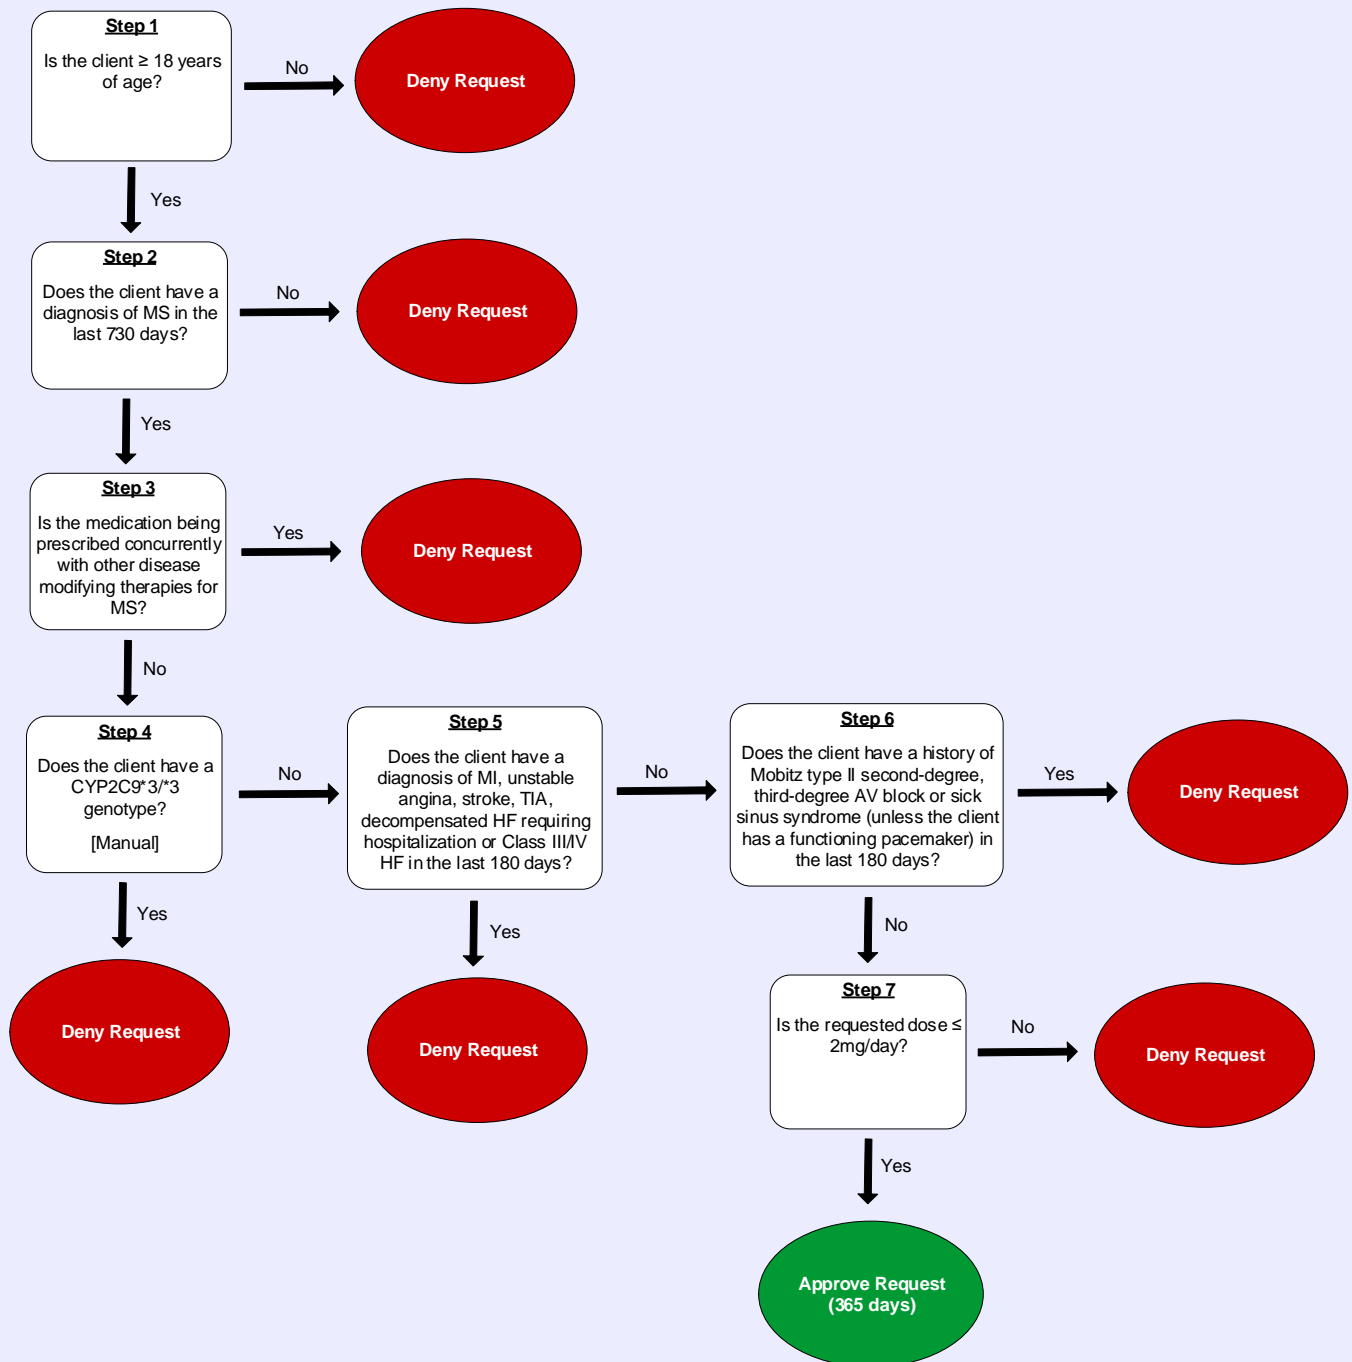 Step 1
Is the client ≥ 18 years
of age?
No
Deny Request
Yes
Step 2
Does the client have a
diagnosis of MS in the
last 730 days?
No
Deny Request
Yes
Step 3
Is the medication being
prescribed concurrently
with other disease
modifying therapies for
MS?
Yes
Deny Request
No
Step 4
Does the client have a
CYP2C9*3/*3
genotype?
[Manual]
No
Yes
Deny Request
Step 5
Does the client have a
diagnosis of MI, unstable
angina, stroke, TIA,
decompensated HF requiring
hospitalization or Class III/IV
HF in the last 180 days?
No
Yes
Deny Request
Step 6
Does the client have a history of
Mobitz type II second-degree,
third-degree AV block or sick
sinus syndrome (unless the client
has a functioning pacemaker) in
the last 180 days?
Yes
Deny Request
No
Step 7
Is the requested dose ≤
2mg/day?
No
Deny Request
Yes
Approve Request
(365 days)